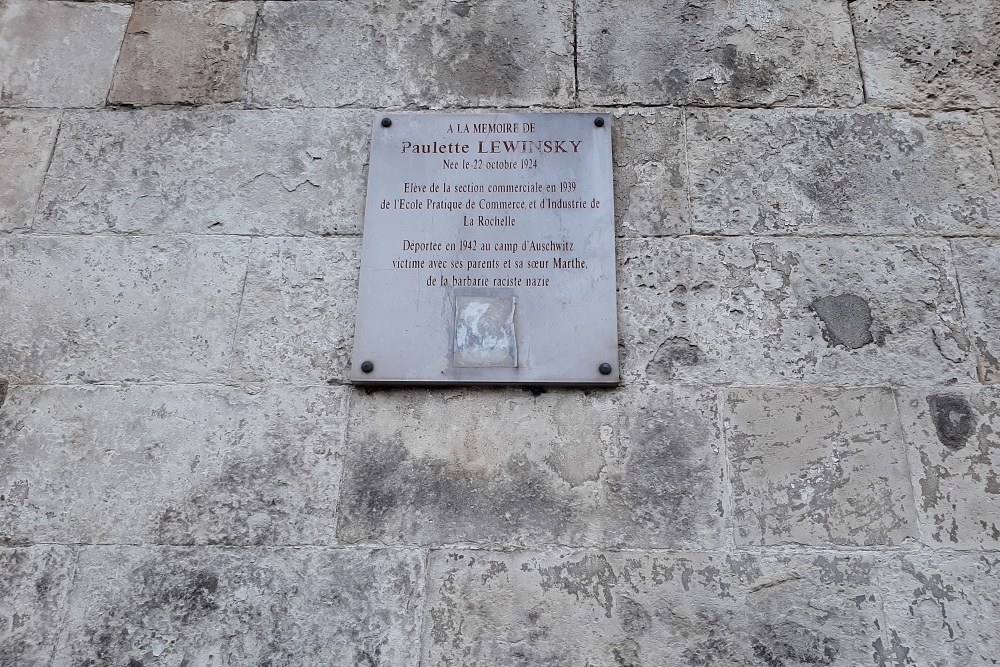 A LA MEMOIRE DE
Paulette LEWINSKY
Née le 22 octobre 1924
Elève de la section commerciale en 1939
de l'Ecole Pratique de Commerce et d'Industrie de
La Rochelle
Déportée en 1942 au camp d'Auschwitz
victime avec ses parents et sa sœur Marthe,
de la barbarie raciste nazie